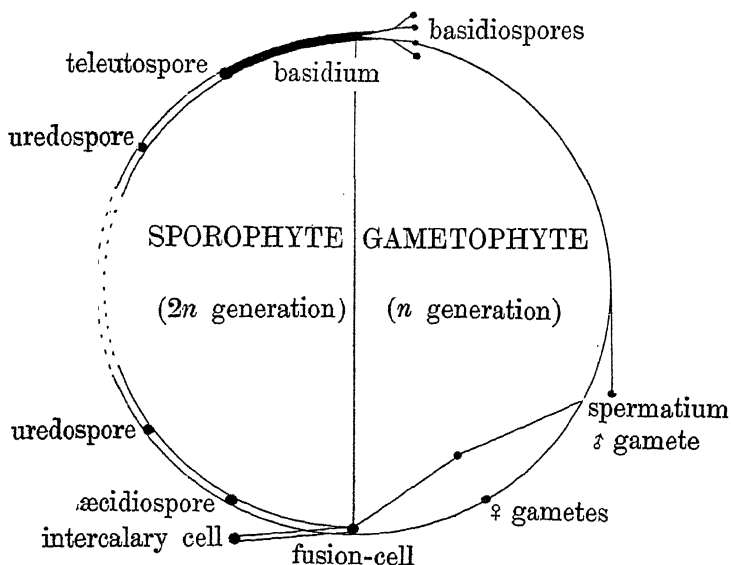 basidiospores
teleutospore
basidium
uredospore
SPOROPHYTE GAMETOPHYTE
(2n generation) (n generation)
spermatium
♂ gamete
uredospore
æcidiospore
♀ gametes
intercalary cell
fusion-cell